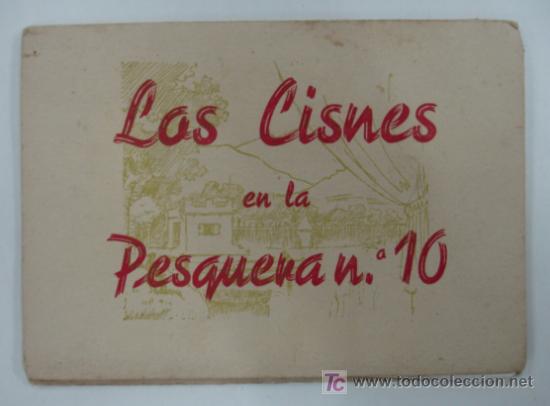 Los Cisnes
en la
Pesquera n.ª 10
TC www.todocoleccion.net